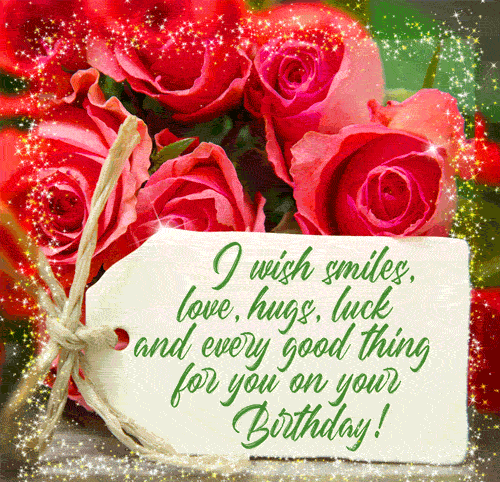 I wish smiles,
love, hugs, luck
and every good thing
for you on your
Birthday!